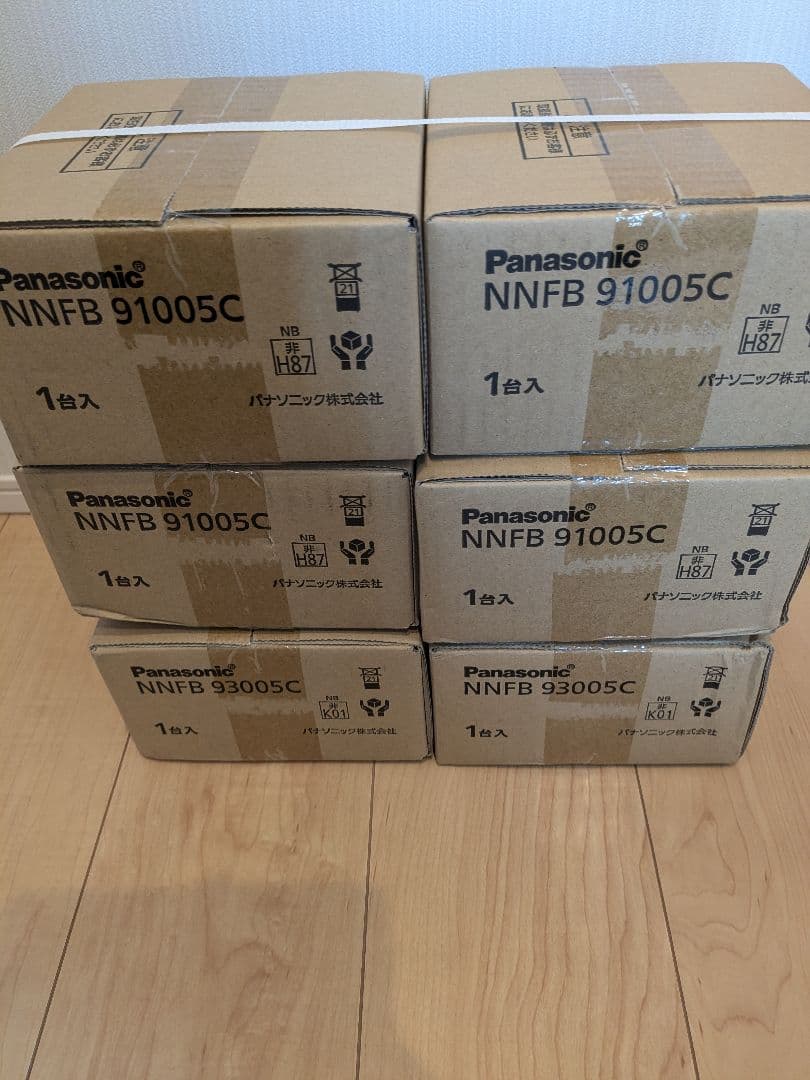 注意
Panasonic®
NNFB 91005C
21
NB
非
H87
1台入
パナソニック株式会社
注意
Panasonic®
NNFB 91005C
NB
非
H87
1台入
パナソニック株式
Panasonic®
NNFB 91005C
21
NB
非
H87
1台入
パナソニック株式会社
Panasonic®
NNFB 91005C
21
NB
非
H87
1台入
パナソニック株式会社
Panasonic®
NNFB 93005C
21
NB
非
K01
1台入
パナソニック株式会社
Panasonic®
NNFB 93005C
21
NB
非
K01
1台入
パナソニック株式会社